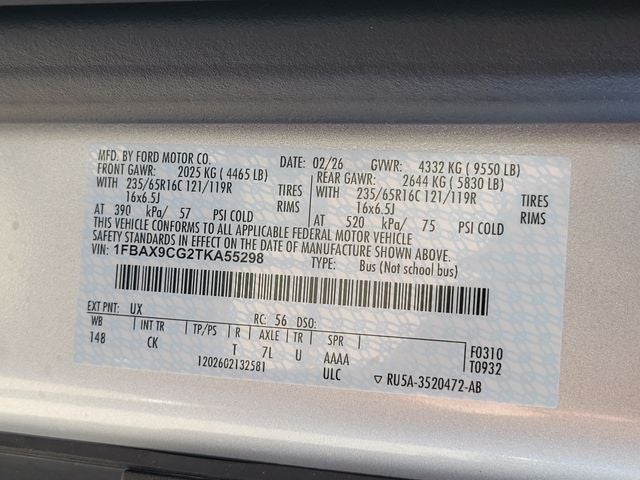 MFD. BY FORD MOTOR CO. DATE: 02/26 GVWR: 4332 KG ( 9550 LB)
FRONT GAWR: 2025 KG ( 4465 LB) REAR GAWR: 2644 KG ( 5830 LB)
WITH 235/65R16C 121/119R TIRES WITH 235/65R16C 121/119R TIRES
16x6.5J RIMS 16x6.5J RIMS
AT 390 kPa/ 57 PSI COLD AT 520 kPa/ 75 PSI COLD
THIS VEHICLE CONFORMS TO ALL APPLICABLE FEDERAL MOTOR VEHICLE
SAFETY STANDARDS IN EFFECT ON THE DATE OF MANUFACTURE SHOWN ABOVE.
VIN: 1FBAX9CG2TKA55298 TYPE: Bus (Not school bus)
EXT PNT: UX RC: 56 DSO:
WB INT TR TP/PS R AXLE TR SPR F0310
148 CK T 7L U AAAA T0932
1202602132581 ULC RU5A-3520472-AB